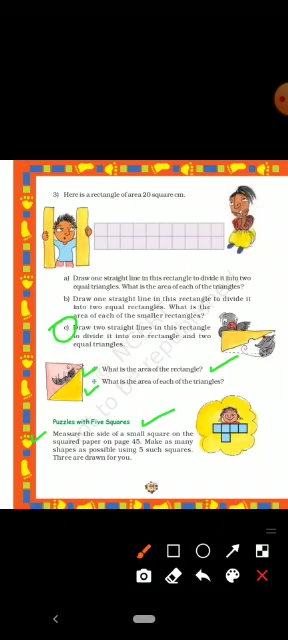 3) Here is a rectangle of area 20 square cm.
a) Draw one straight line in this rectangle to divide it into two
equal triangles. What is the area of each of the triangles?
b) Draw one straight line in this rectangle to divide it
into two equal rectangles. What is the
area of each of the smaller rectangles?
c) Draw two straight lines in this rectangle
to divide it into one rectangle and two
equal triangles.
What is the area of the rectangle?
What is the area of each of the triangles?
Puzzles with Five Squares
Measure the side of a small square on the
squared paper on page 45. Make as many
shapes as possible using 5 such squares.
Three are drawn for you.